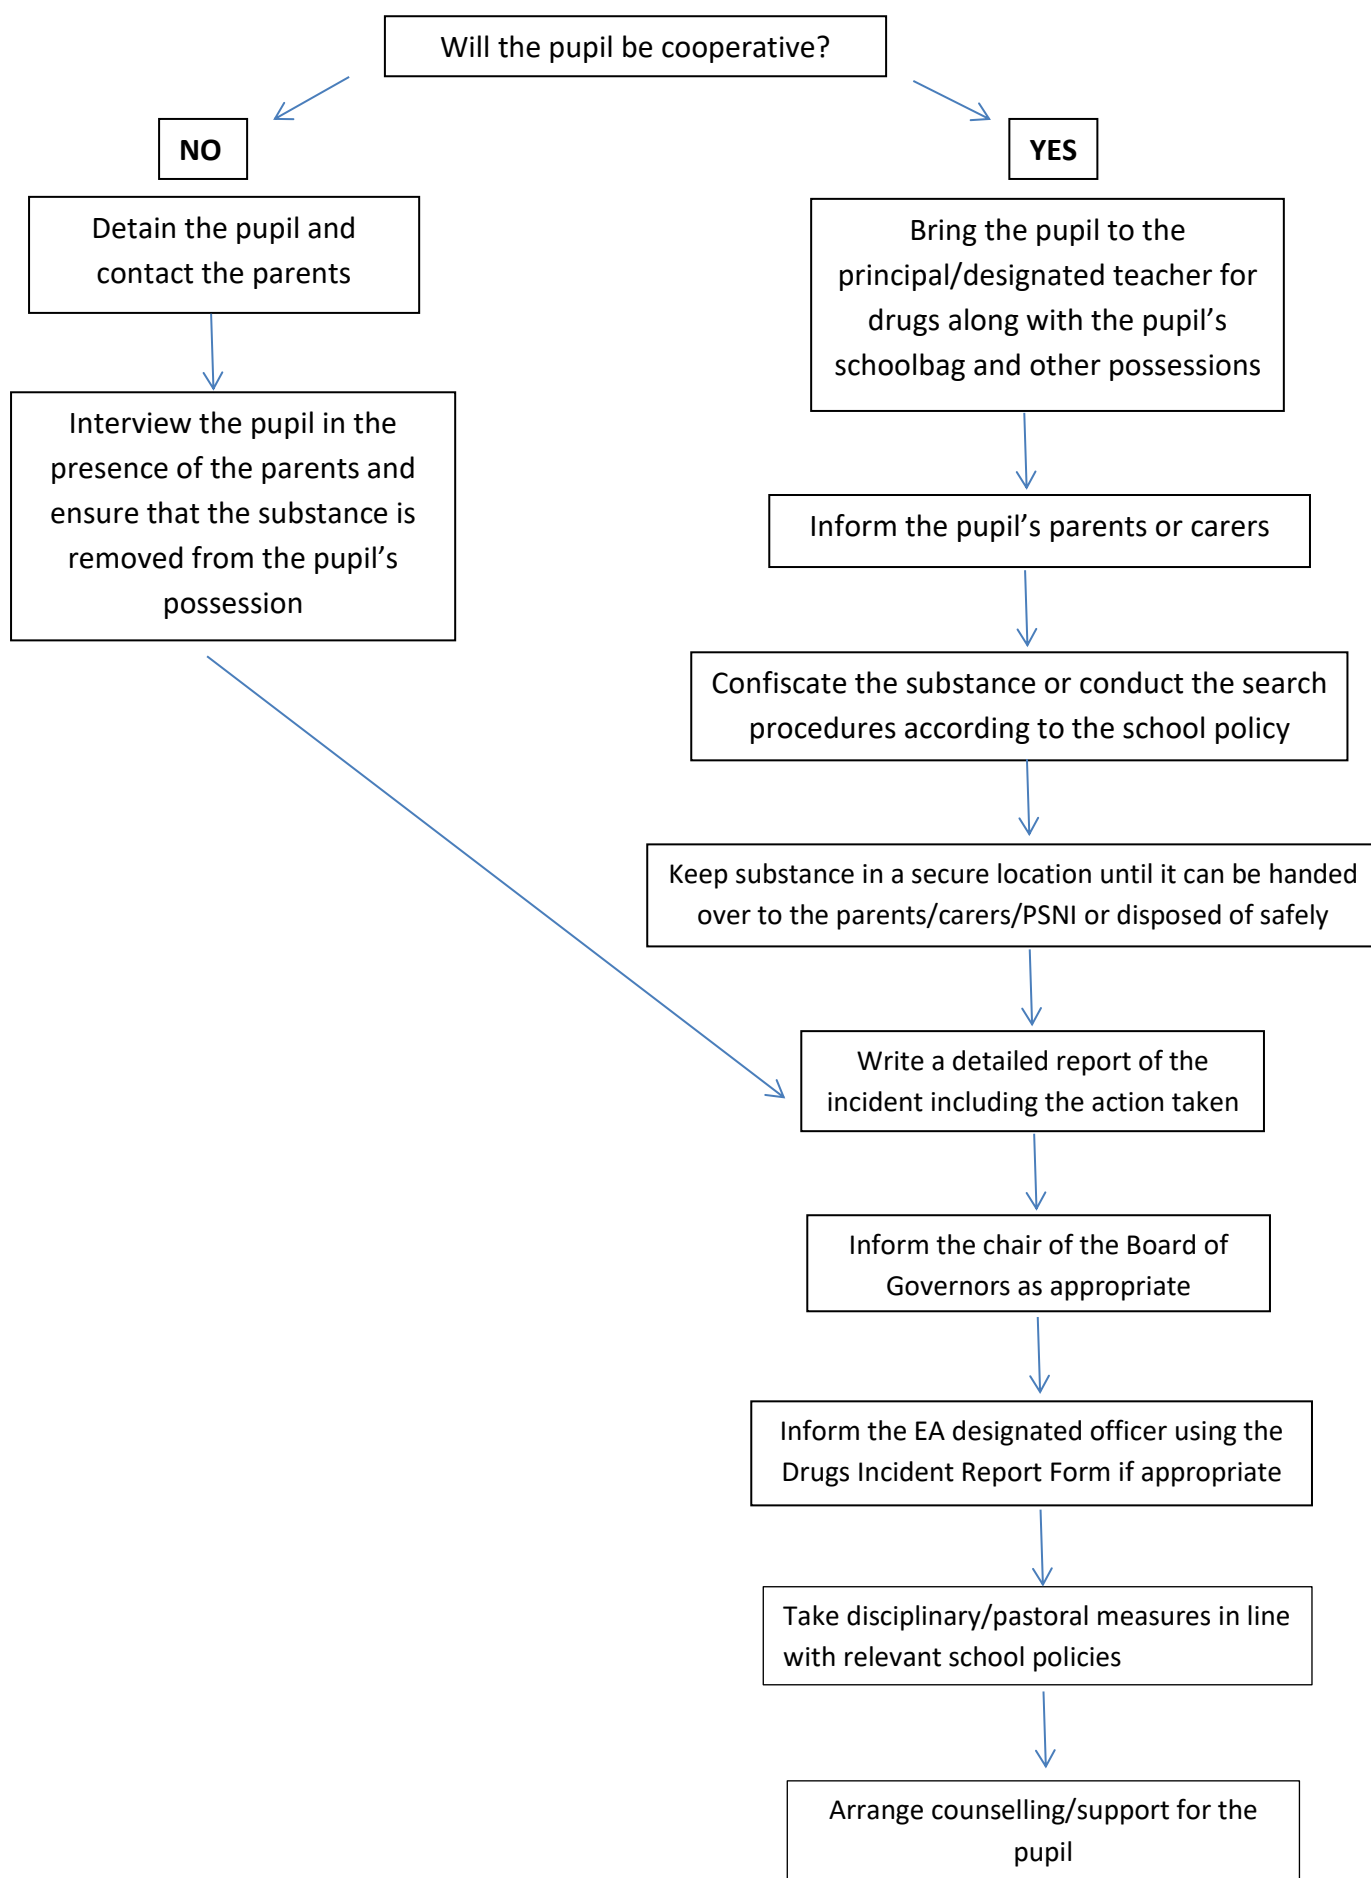 Will the pupil be cooperative?
NO
YES
Detain the pupil and
contact the parents
Bring the pupil to the
principal/designated teacher for
drugs along with the pupil’s
schoolbag and other possessions
Interview the pupil in the
presence of the parents and
ensure that the substance is
removed from the pupil’s
possession
Inform the pupil’s parents or carers
Confiscate the substance or conduct the search
procedures according to the school policy
Keep substance in a secure location until it can be handed
over to the parents/carers/PSNI or disposed of safely
Write a detailed report of the
incident including the action taken
Inform the chair of the Board of
Governors as appropriate
Inform the EA designated officer using the
Drugs Incident Report Form if appropriate
Take disciplinary/pastoral measures in line
with relevant school policies
Arrange counselling/support for the
pupil